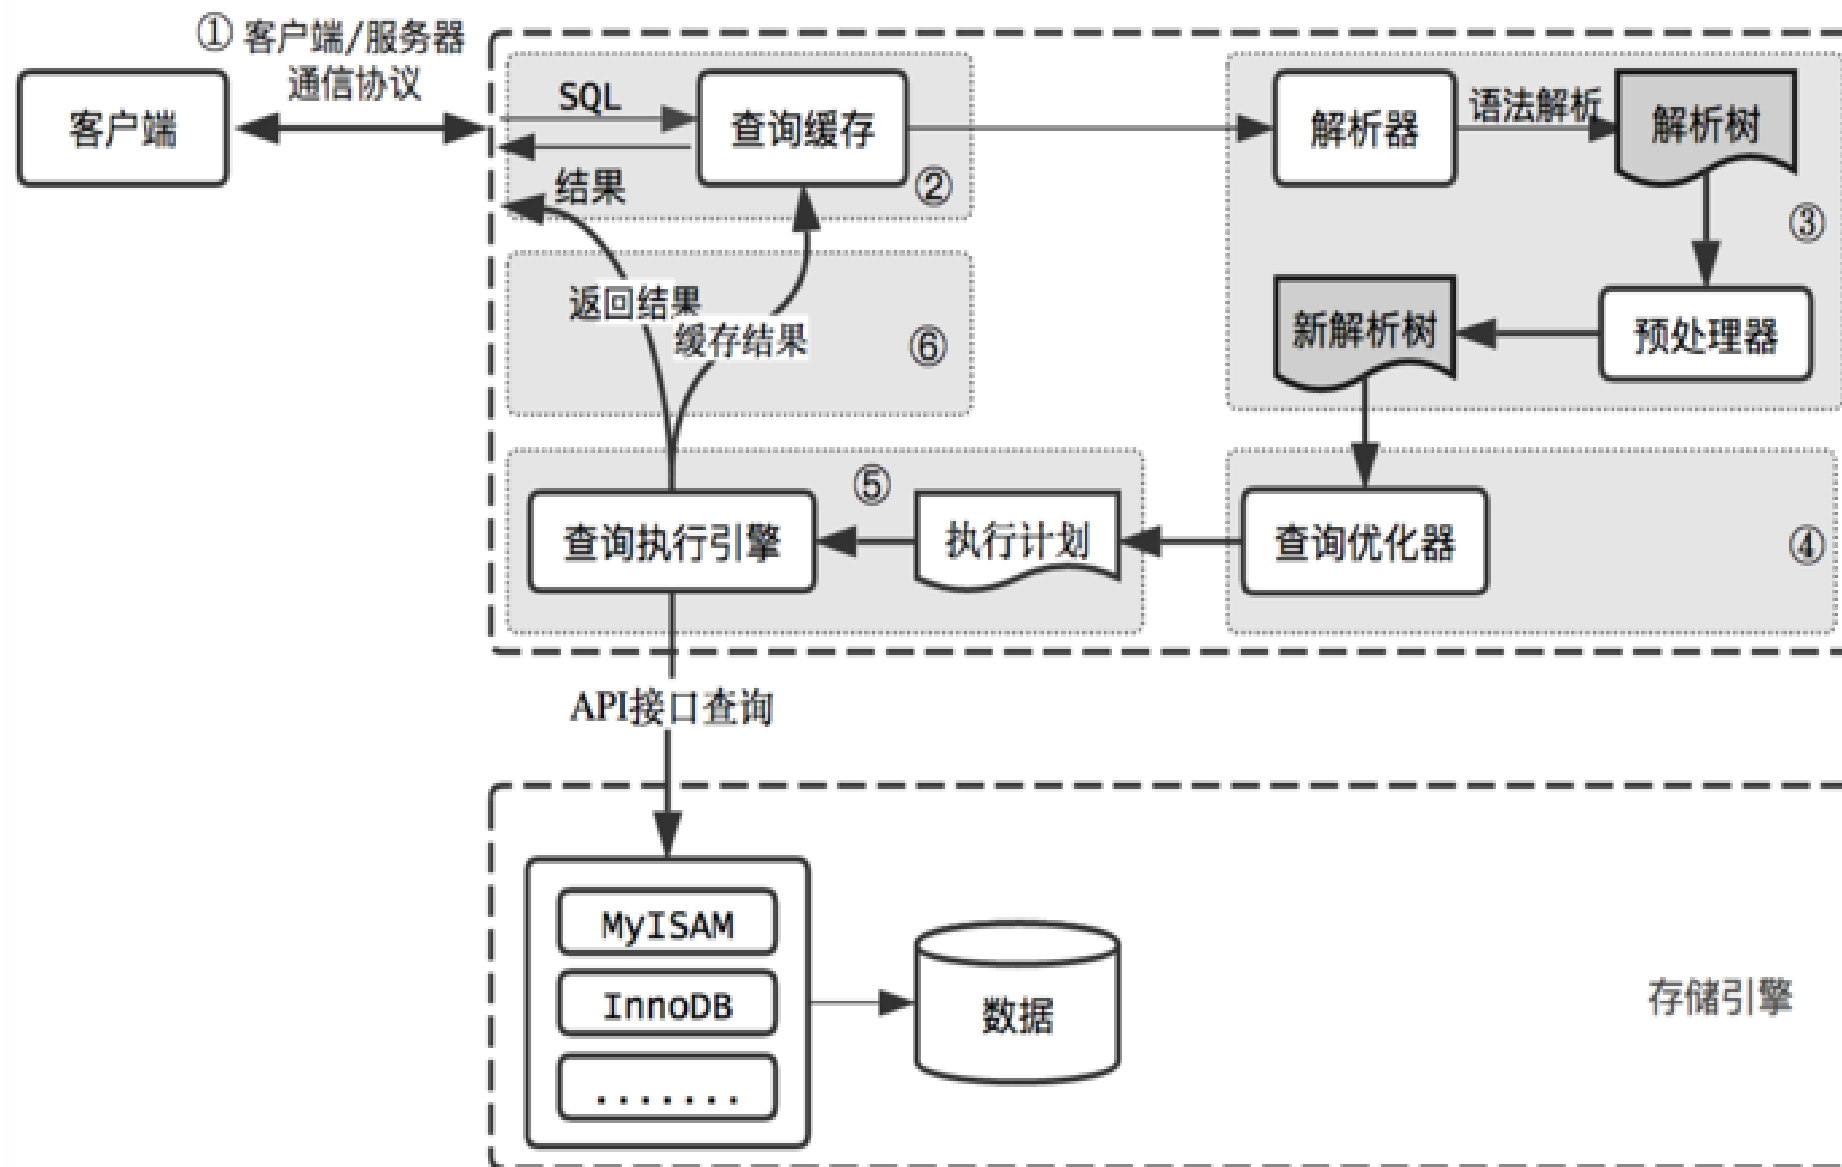 ① 客户端/服务器
通信协议
客户端
SQL
查询缓存
结果
②
解析器
语法解析
解析树
③
返回结果
缓存结果
⑥
新解析树
预处理器
查询执行引擎
⑤
执行计划
查询优化器
④
API接口查询
MyISAM
InnoDB
.......
数据
存储引擎